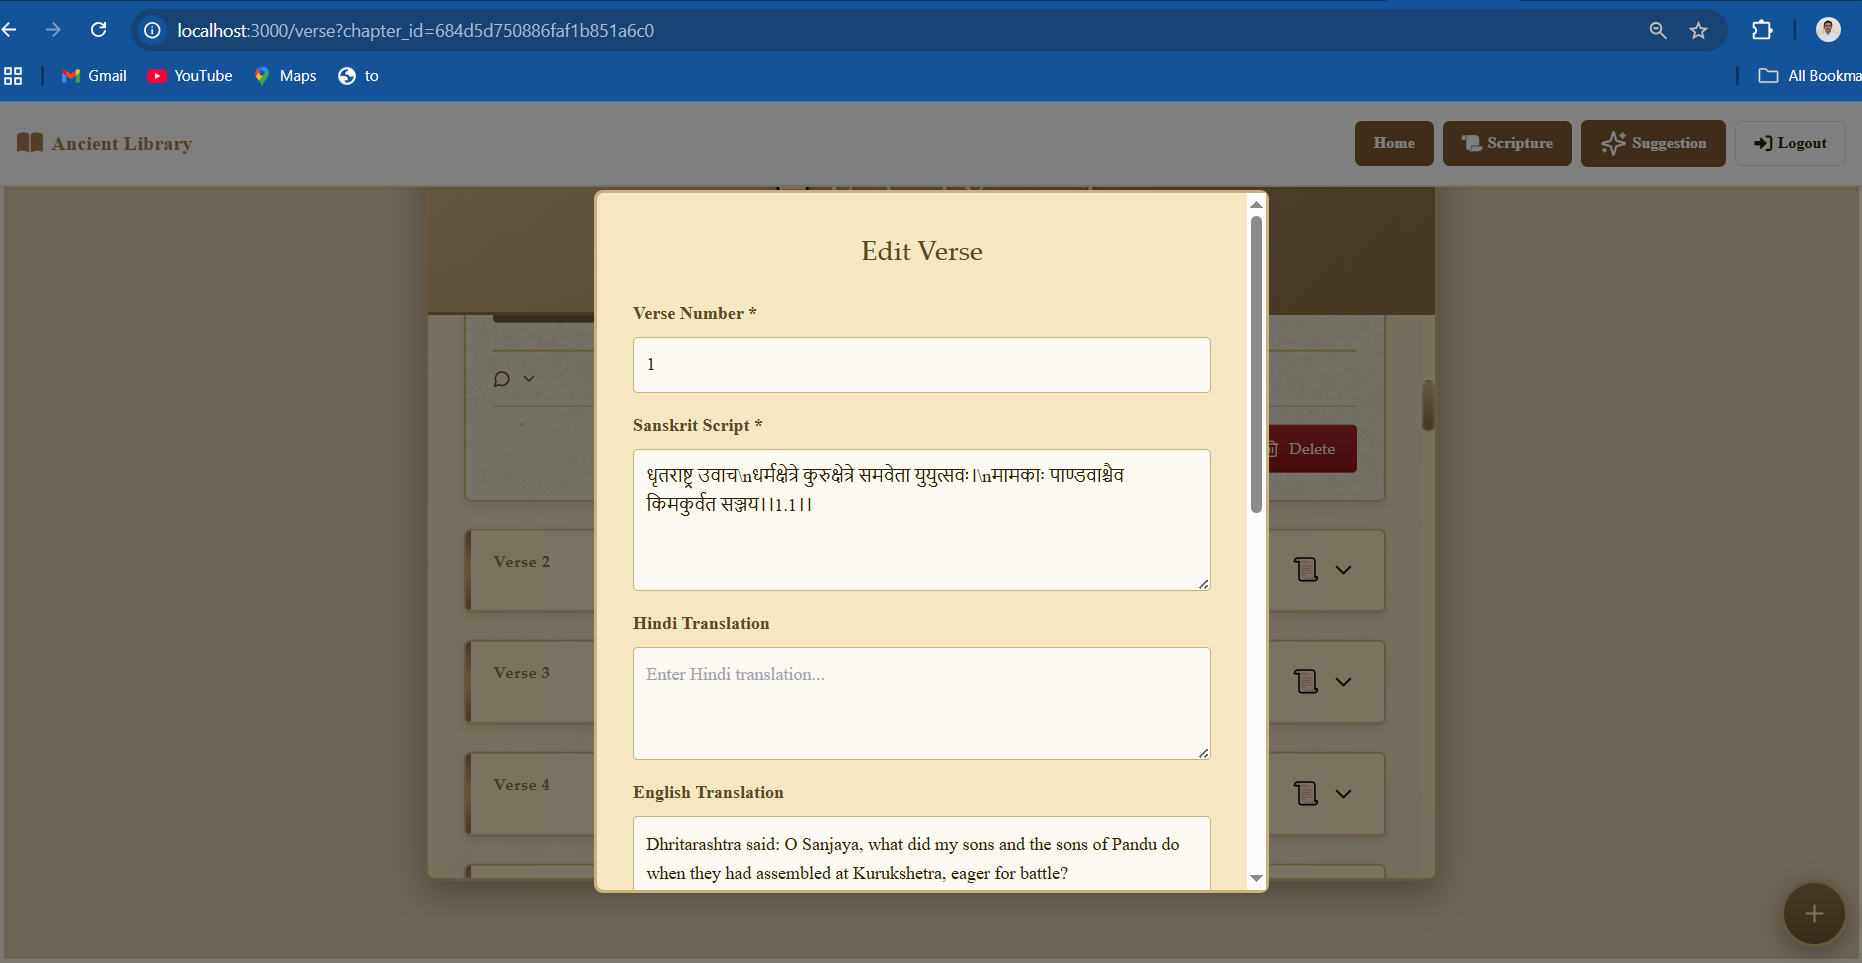 localhost:3000/verse?chapter_id=684d5d750886faf1b851a6c0
Gmail
YouTube
Maps
to
All Bookma
Ancient Library
Home
Scripture
Suggestion
Logout
Edit Verse
Verse Number *
1
Sanskrit Script *
धृतराष्ट्र उवाच\nधर्मक्षेत्रे कुरुक्षेत्रे समवेता युयुत्सवः।\nमामकाः पाण्डवाश्चैव
किमकुर्वत सञ्जय।।1.1।।
Delete
Hindi Translation
Enter Hindi translation...
English Translation
Dhritarashtra said: O Sanjaya, what did my sons and the sons of Pandu do
when they had assembled at Kurukshetra, eager for battle?
Verse 2
Verse 3
Verse 4